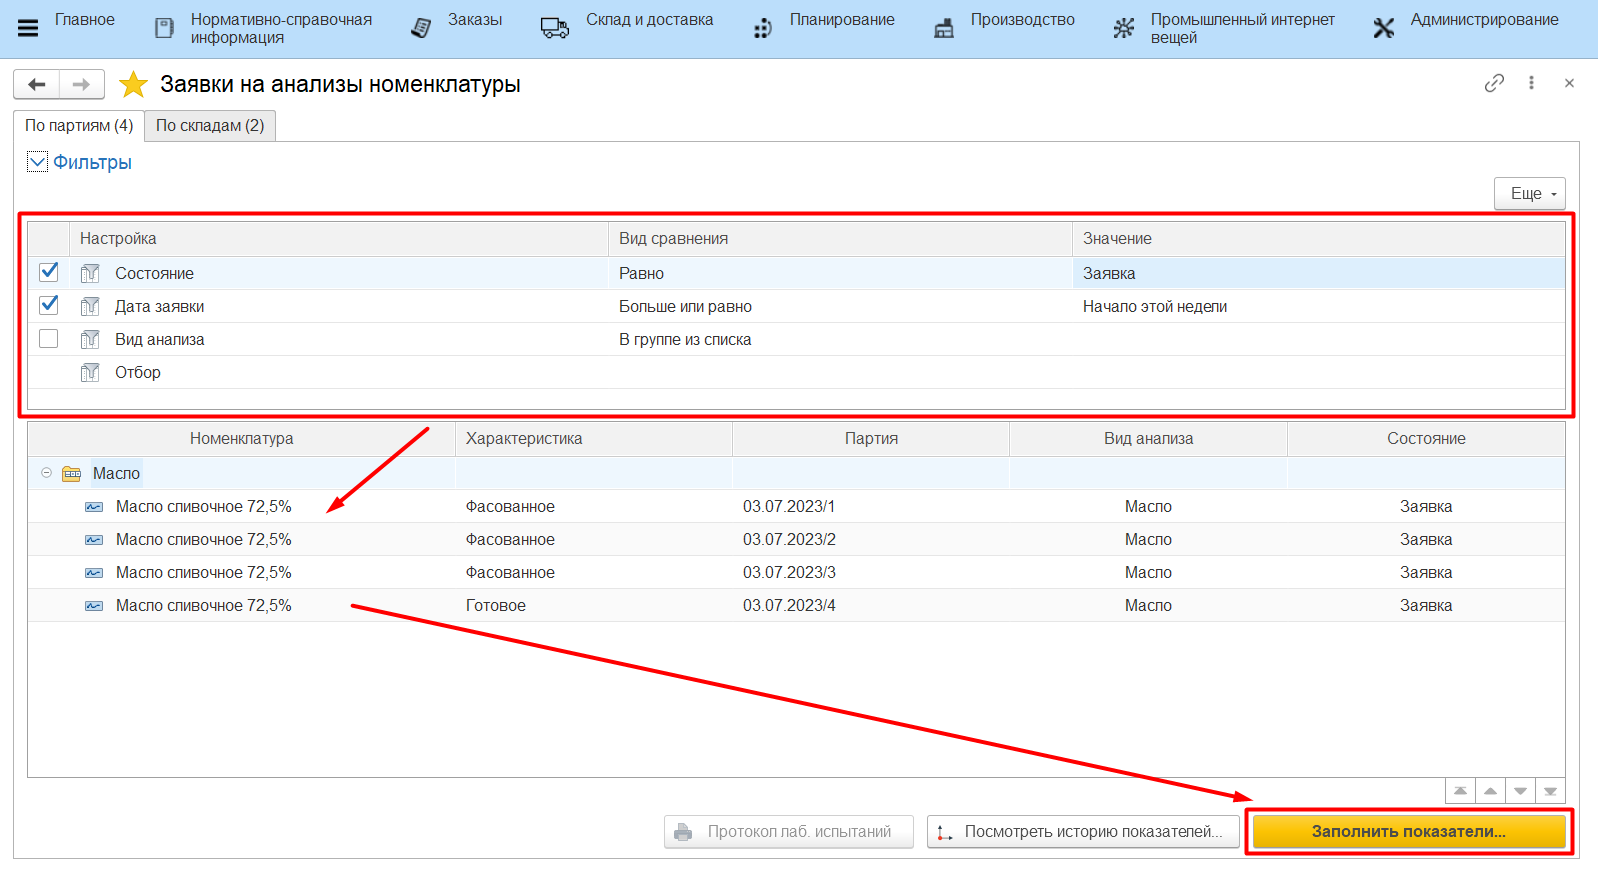 Главное
Нормативно-справочная
информация
Заказы
Склад и доставка
Планирование
Производство
Промышленный интернет
вещей
Администрирование
Заявки на анализы номенклатуры
По партиям (4) По складам (2)
Фильтры
Еще
Настройка Вид сравнения Значение
Состояние Равно Заявка
Дата заявки Больше или равно Начало этой недели
Вид анализа В группе из списка
Отбор
Номенклатура Характеристика Партия Вид анализа Состояние
Масло
Масло сливочное 72,5% Фасованное 03.07.2023/1 Масло Заявка
Масло сливочное 72,5% Фасованное 03.07.2023/2 Масло Заявка
Масло сливочное 72,5% Фасованное 03.07.2023/3 Масло Заявка
Масло сливочное 72,5% Готовое 03.07.2023/4 Масло Заявка
Протокол лаб. испытаний Посмотреть историю показателей... Заполнить показатели...